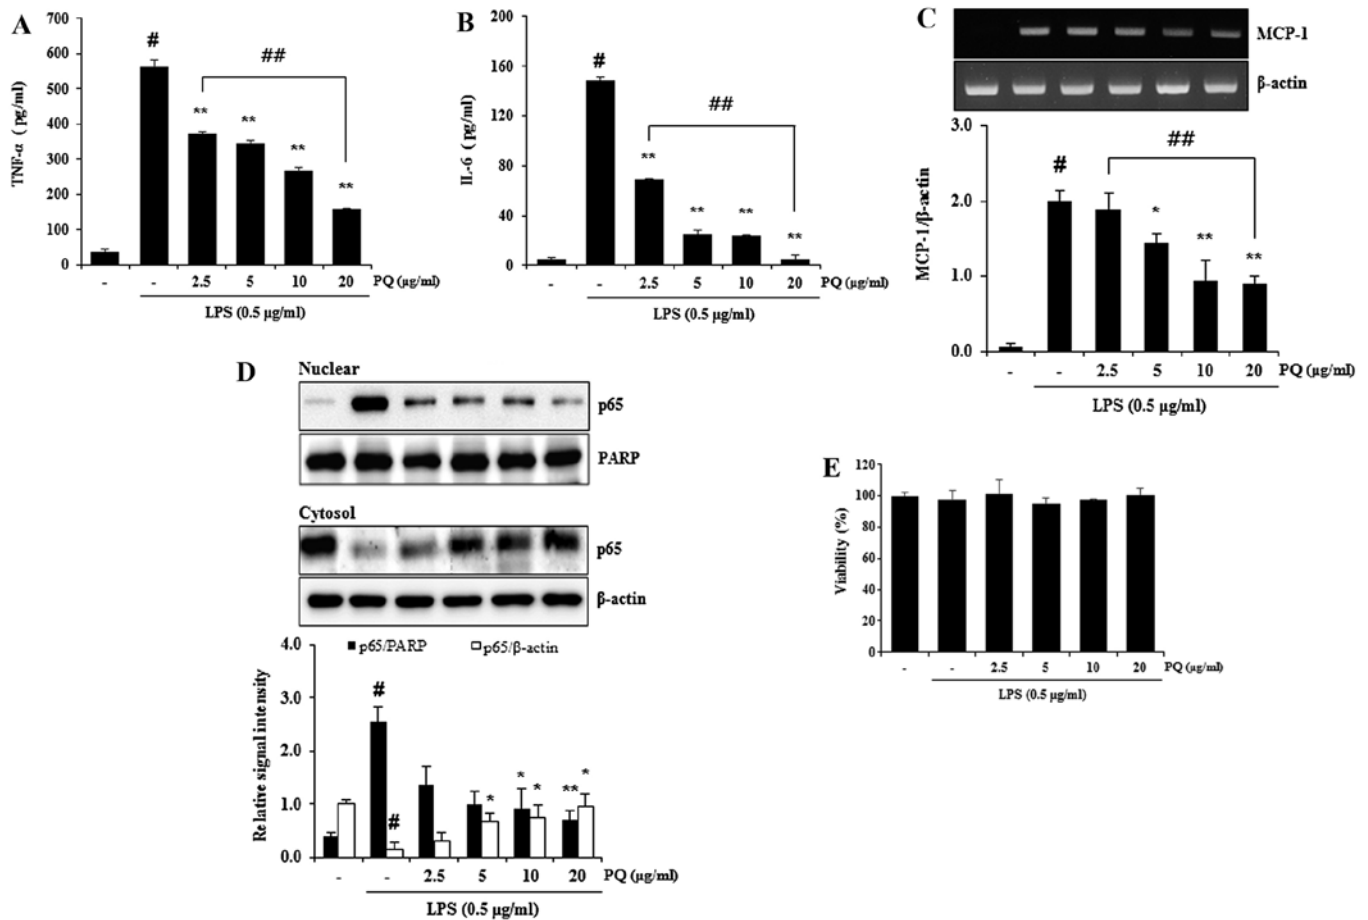 A
TNF-α ( pg/ml)
700
600
500
400
300
200
100
0
#
##
** ** ** **
- - 2.5 5 10 20 PQ (µg/ml)
LPS (0.5 µg/ml)
B
IL-6 ( pg/ml)
200
160
120
80
40
0
#
##
** ** ** **
- - 2.5 5 10 20 PQ (µg/ml)
LPS (0.5 µg/ml)
C
MCP-1
β-actin
MCP-1/β-actin
3.0
2.0
1.0
0.0
#
##
* ** **
- - 2.5 5 10 20 PQ (µg/ml)
LPS (0.5 µg/ml)
D
Nuclear
p65
PARP
Cytosol
p65
β-actin
p65/PARP p65/β-actin
Relative signal intensity
4.0
3.0
2.0
1.0
0.0
# # * * * ** *
- - 2.5 5 10 20 PQ (µg/ml)
LPS (0.5 µg/ml)
E
Viability (%)
120
100
80
60
40
20
0
- - 2.5 5 10 20 PQ (µg/ml)
LPS (0.5 µg/ml)